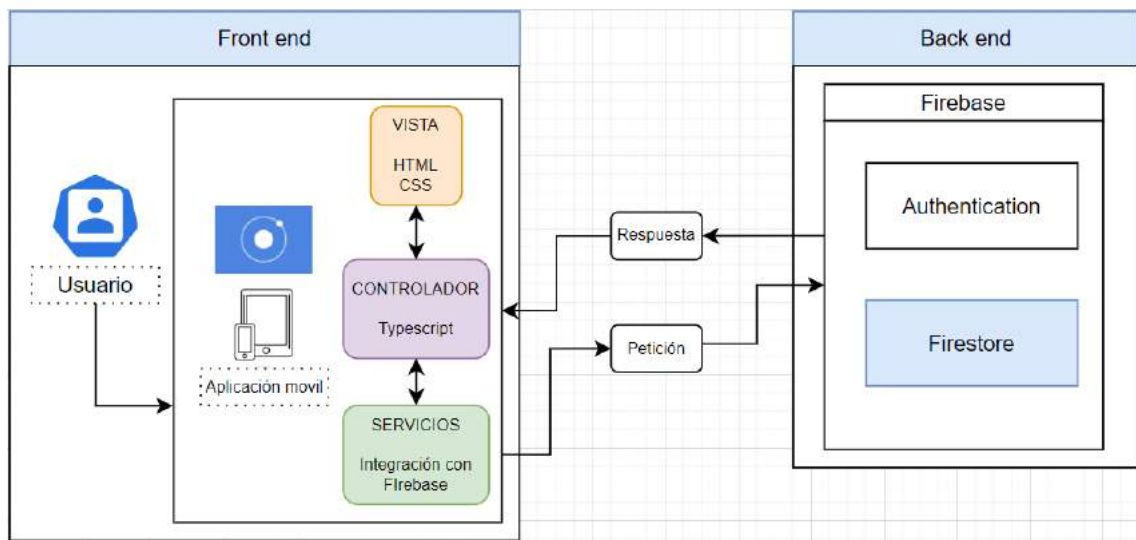 Front end
Usuario
Aplicación movil
VISTA
HTML
CSS
CONTROLADOR
Typescript
SERVICIOS
Integración con
FIrebase
Respuesta
Petición
Back end
Firebase
Authentication
Firestore